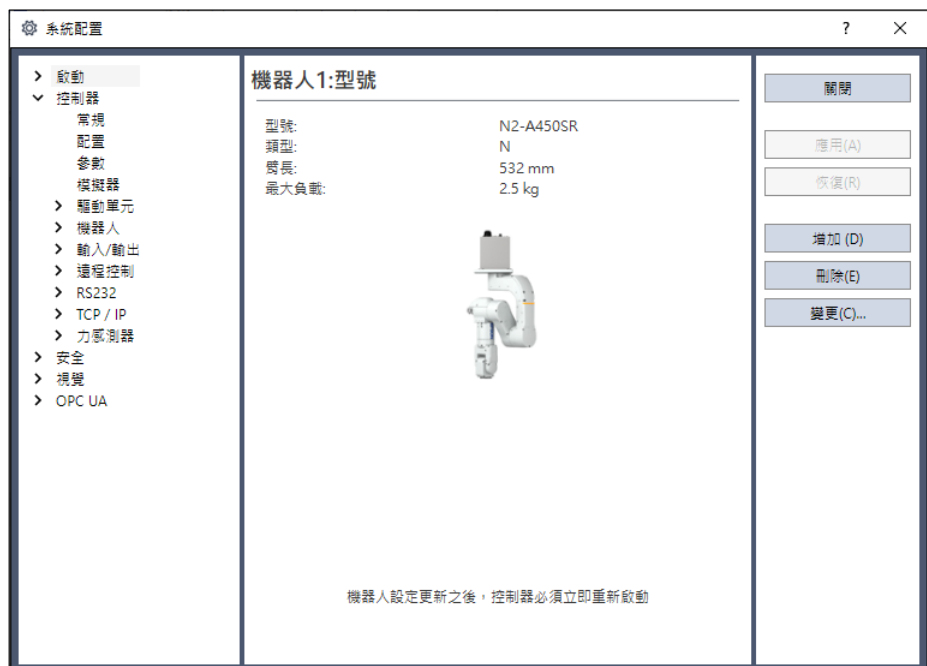 系統配置
?
啟動
控制器
常規
配置
參數
模擬器
驅動單元
機器人
輸入/輸出
遠程控制
RS232
TCP / IP
力感測器
安全
視覺
OPC UA
機器人1:型號
型號: N2-A450SR
類型: N
臂長: 532 mm
最大負載: 2.5 kg
機器人設定更新之後，控制器必須立即重新啟動
關閉
應用(A)
恢復(R)
增加 (D)
刪除(E)
變更(C)...